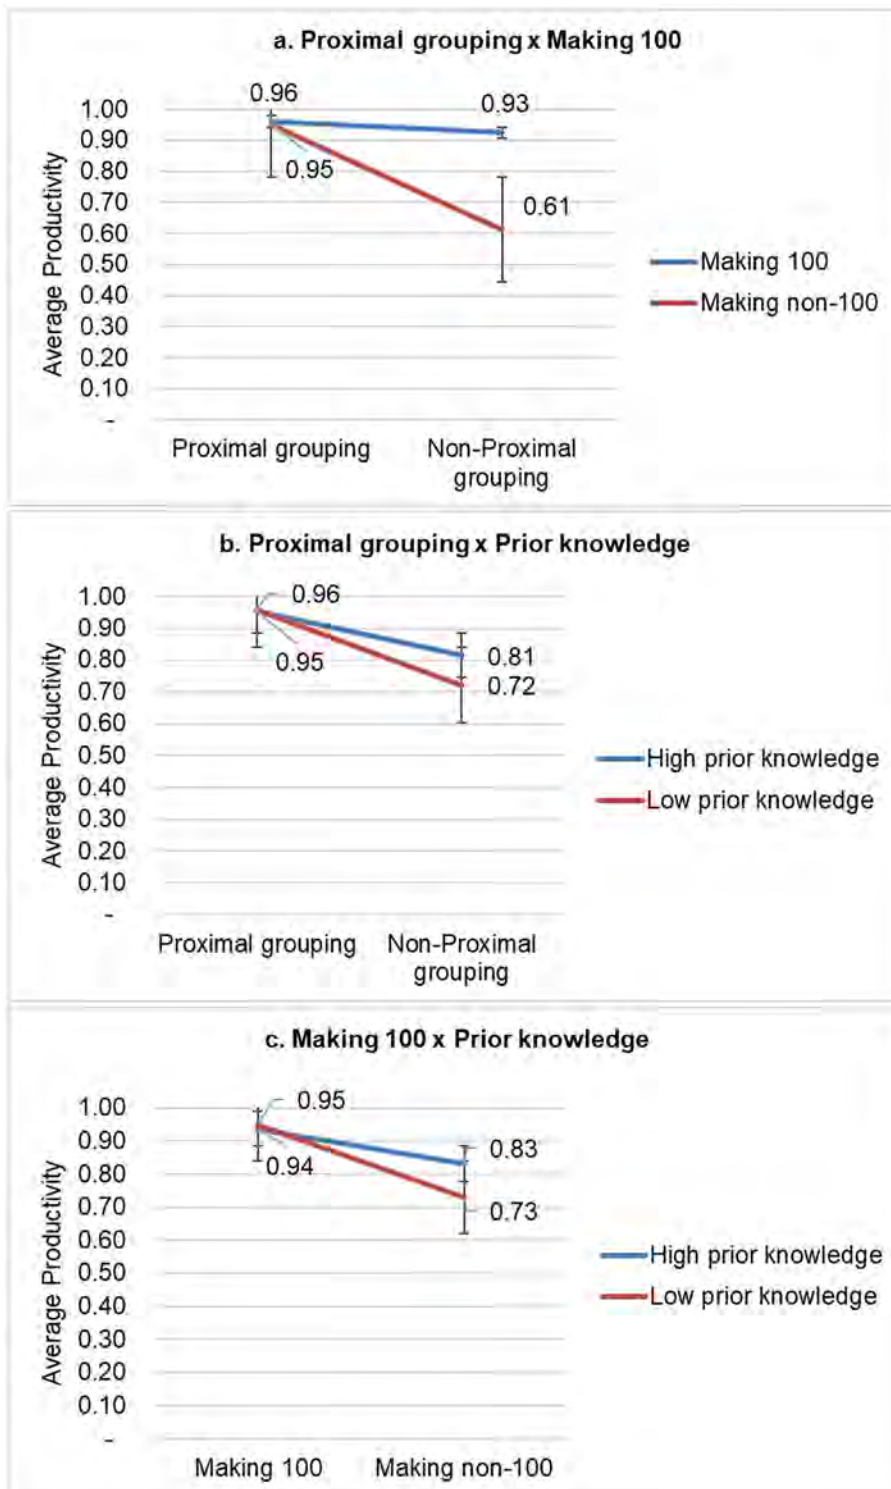 a. Proximal grouping x Making 100
Average Productivity
1.00
0.90
0.80
0.70
0.60
0.50
0.40
0.30
0.20
0.10
-
0.96
0.95
0.93
0.61
Proximal grouping
Non-Proximal
grouping
Making 100
Making non-100
b. Proximal grouping x Prior knowledge
Average Productivity
1.00
0.90
0.80
0.70
0.60
0.50
0.40
0.30
0.20
0.10
-
0.96
0.95
0.81
0.72
Proximal grouping
Non-Proximal
grouping
High prior knowledge
Low prior knowledge
c. Making 100 x Prior knowledge
Average Productivity
1.00
0.90
0.80
0.70
0.60
0.50
0.40
0.30
0.20
0.10
-
0.95
0.94
0.83
0.73
Making 100
Making non-100
High prior knowledge
Low prior knowledge